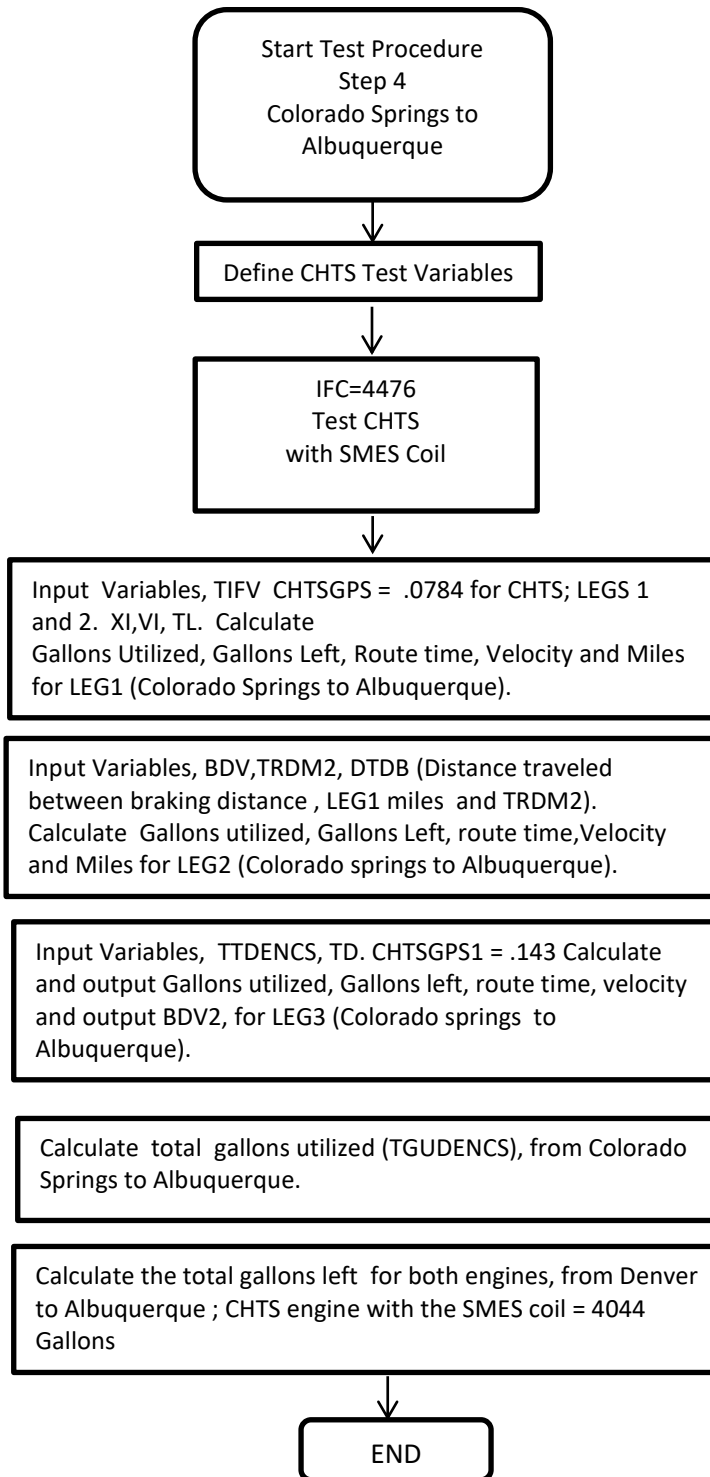 Start Test Procedure
Step 4
Colorado Springs to
Albuquerque
Define CHTS Test Variables
IFC=4476
Test CHTS
with SMES Coil
Input Variables, TIFV CHTSGPS = .0784 for CHTS; LEGS 1
and 2. XI,VI, TL. Calculate
Gallons Utilized, Gallons Left, Route time, Velocity and Miles
for LEG1 (Colorado Springs to Albuquerque).
Input Variables, BDV,TRDM2, DTDB (Distance traveled
between braking distance , LEG1 miles and TRDM2).
Calculate Gallons utilized, Gallons Left, route time,Velocity
and Miles for LEG2 (Colorado springs to Albuquerque).
Input Variables, TTDENCS, TD. CHTSGPS1 = .143 Calculate
and output Gallons utilized, Gallons left, route time, velocity
and output BDV2, for LEG3 (Colorado springs to
Albuquerque).
Calculate total gallons utilized (TGUDENCS), from Colorado
Springs to Albuquerque.
Calculate the total gallons left for both engines, from Denver
to Albuquerque ; CHTS engine with the SMES coil = 4044
Gallons
END